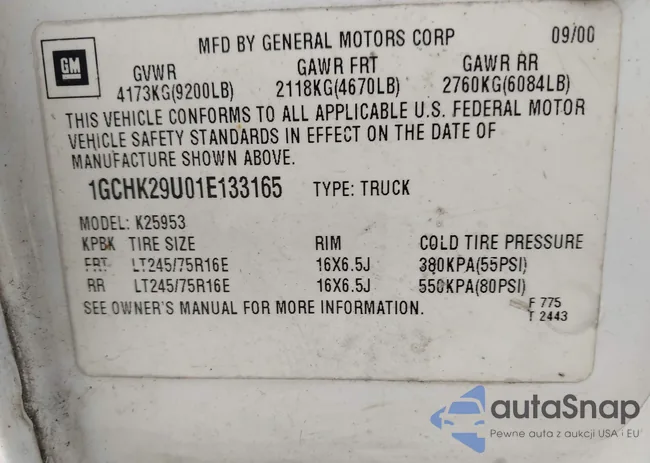 GM
MFD BY GENERAL MOTORS CORP 09/00
GVWR GAWR FRT GAWR RR
4173KG(9200LB) 2118KG(4670LB) 2760KG(6084LB)
THIS VEHICLE CONFORMS TO ALL APPLICABLE U.S. FEDERAL MOTOR
VEHICLE SAFETY STANDARDS IN EFFECT ON THE DATE OF
MANUFACTURE SHOWN ABOVE.
1GCHK29U01E133165 TYPE: TRUCK
MODEL: K25953
KPBK TIRE SIZE RIM COLD TIRE PRESSURE
FRT LT245/75R16E 16X6.5J 380KPA(55PSI)
RR LT245/75R16E 16X6.5J 550KPA(80PSI)
SEE OWNER'S MANUAL FOR MORE INFORMATION.
F 775
T 2443
autaSnap
Pewne auta z aukcji USA i EU